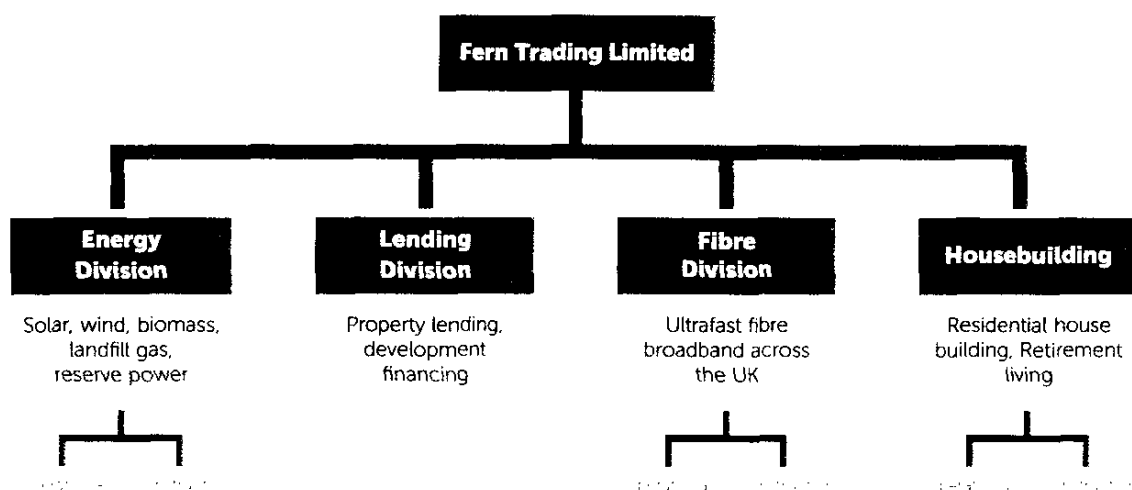 Fern Trading Limited
Energy
Division
Lending
Division
Fibre
Division
Housebuilding
Solar, wind, biomass,
landfill gas,
reserve power
Property lending,
development
financing
Ultrafast fibre
broadband across
the UK
Residential house
building, Retirement
living